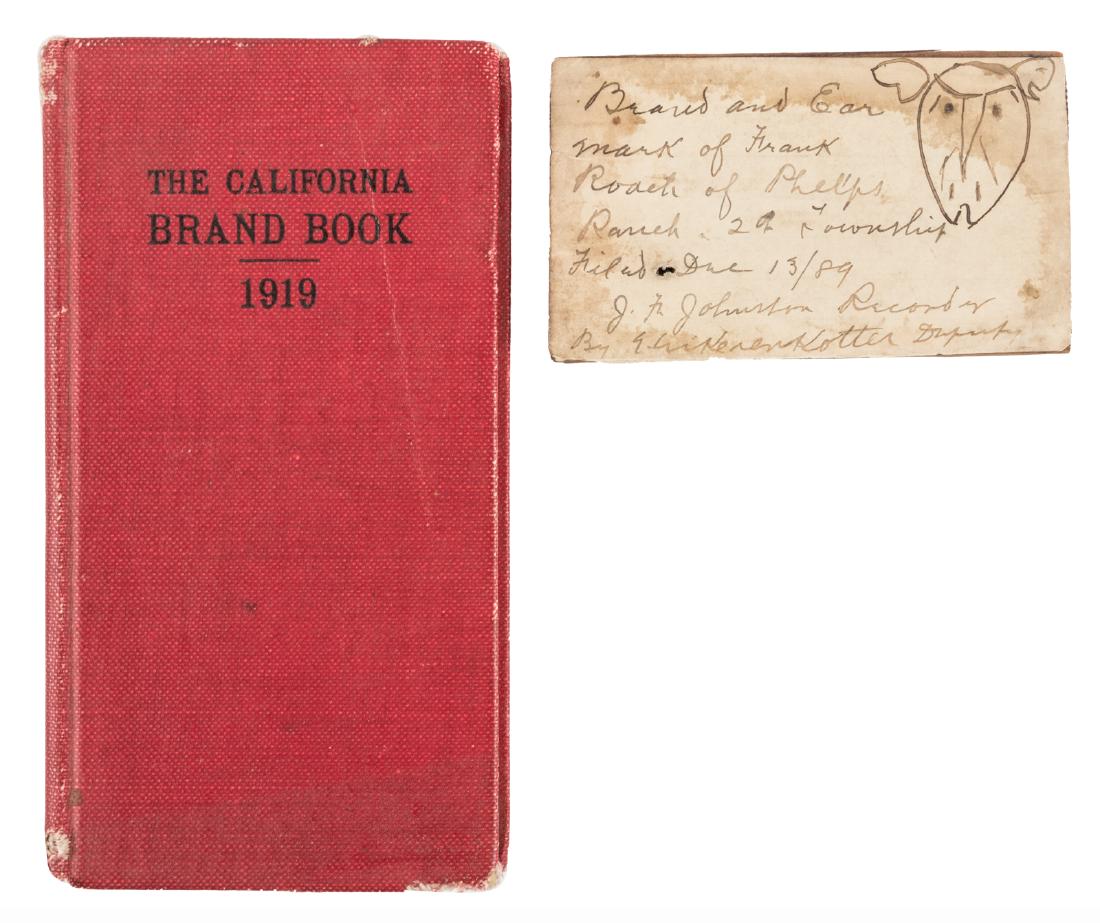 THE CALIFORNIA
BRAND BOOK
1919
Brand and Ear
mark of Frank
Roach of Phelps
Ranch. 2d Township
Filed Dec 13/89
J. F. Johnston Recorder
By Deputy